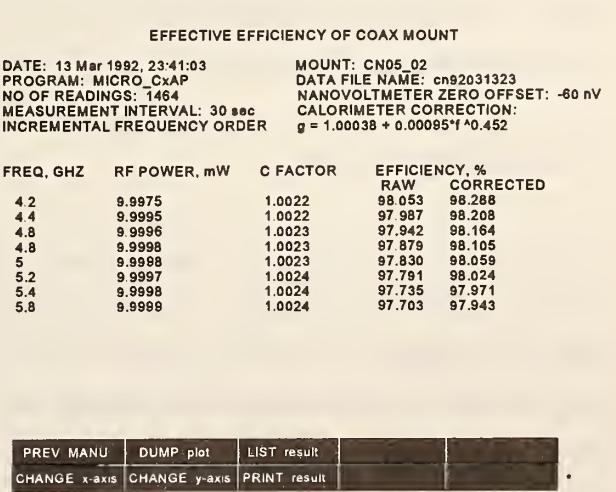 EFFECTIVE EFFICIENCY OF COAX MOUNT
DATE: 13 Mar 1992, 23:41:03 MOUNT: CN05_02
PROGRAM: MICRO_CxAP DATA FILE NAME: cn92031323
NO OF READINGS: 1464 NANOVOLTMETER ZERO OFFSET: -60 nV
MEASUREMENT INTERVAL: 30 sec CALORIMETER CORRECTION:
INCREMENTAL FREQUENCY ORDER g = 1.00038 + 0.00095*f ^0.452
FREQ, GHZ RF POWER, mW C FACTOR EFFICIENCY, %
RAW CORRECTED
4.2 9.9975 1.0022 98.053 98.288
4.4 9.9995 1.0022 97.987 98.208
4.8 9.9996 1.0023 97.942 98.164
4.8 9.9998 1.0023 97.879 98.105
5 9.9998 1.0023 97.830 98.059
5.2 9.9997 1.0024 97.791 98.024
5.4 9.9998 1.0024 97.735 97.971
5.8 9.9999 1.0024 97.703 97.943
PREV MANU DUMP plot LIST result
CHANGE x-axis CHANGE y-axis PRINT result